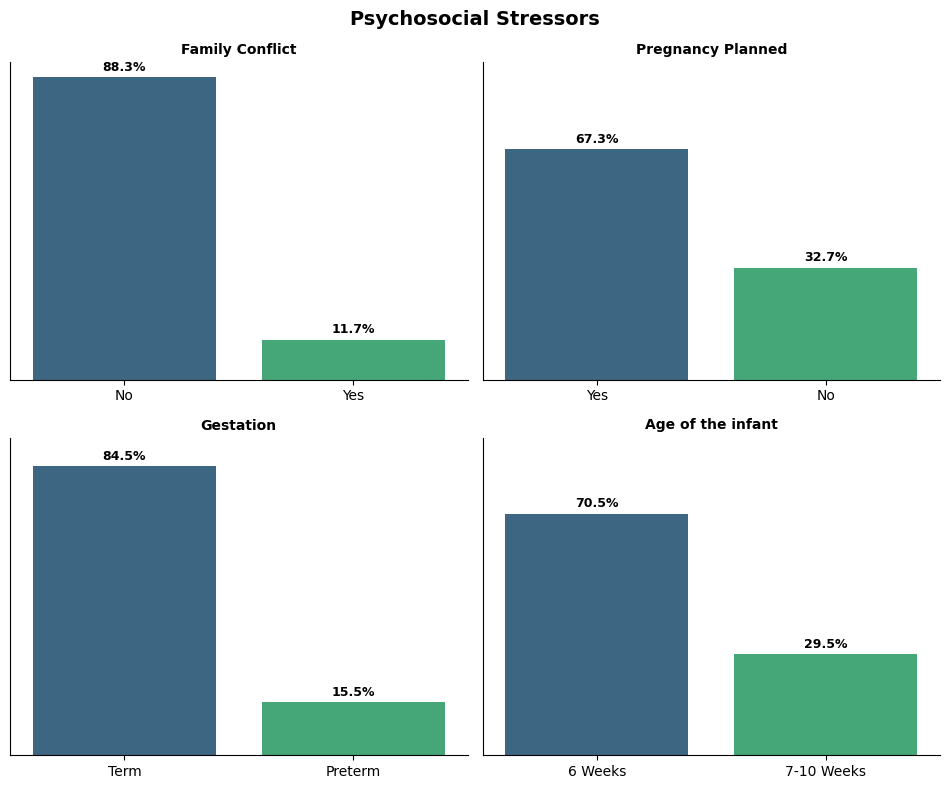 Psychosocial Stressors
Family Conflict
88.3%
11.7%
No
Yes
Pregnancy Planned
67.3%
32.7%
Yes
No
Gestation
84.5%
15.5%
Term
Preterm
Age of the infant
70.5%
29.5%
6 Weeks
7-10 Weeks